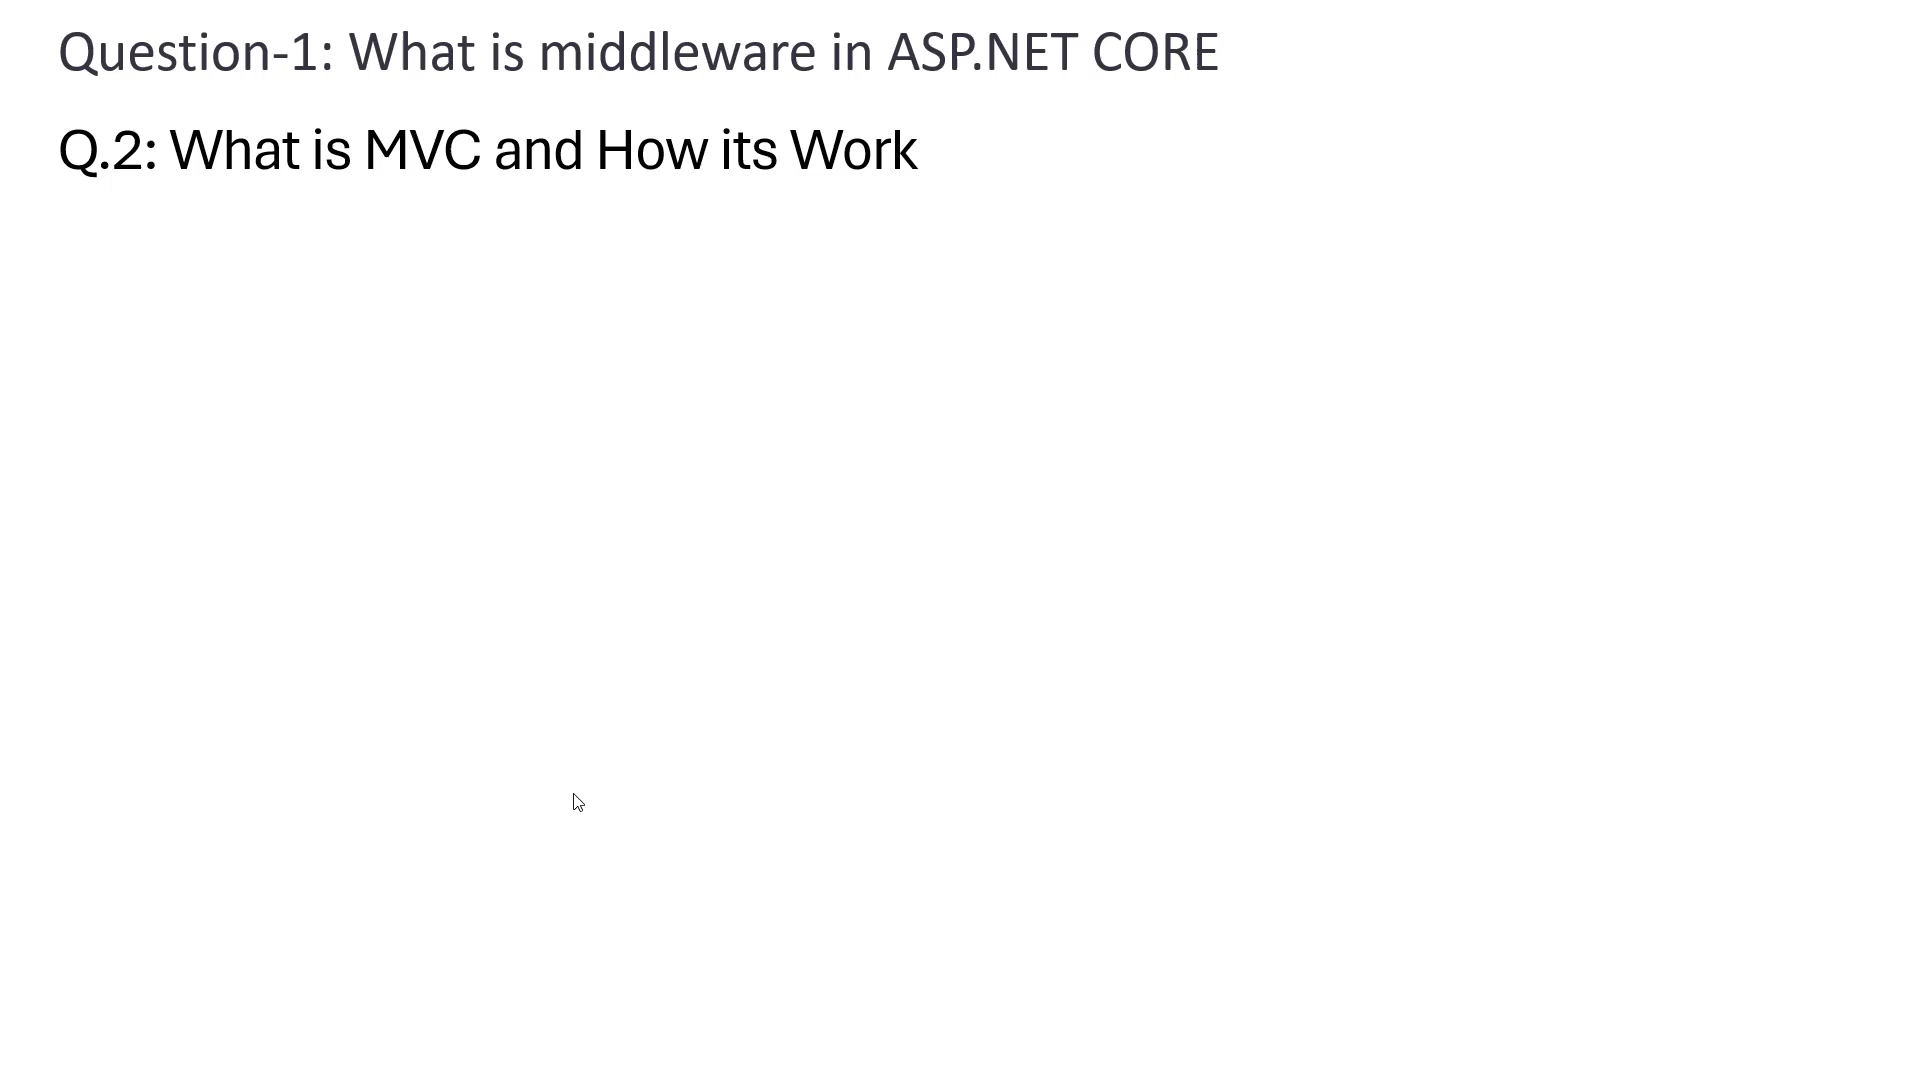 Question-1: What is middleware in ASP.NET CORE
Q.2: What is MVC and How its Work